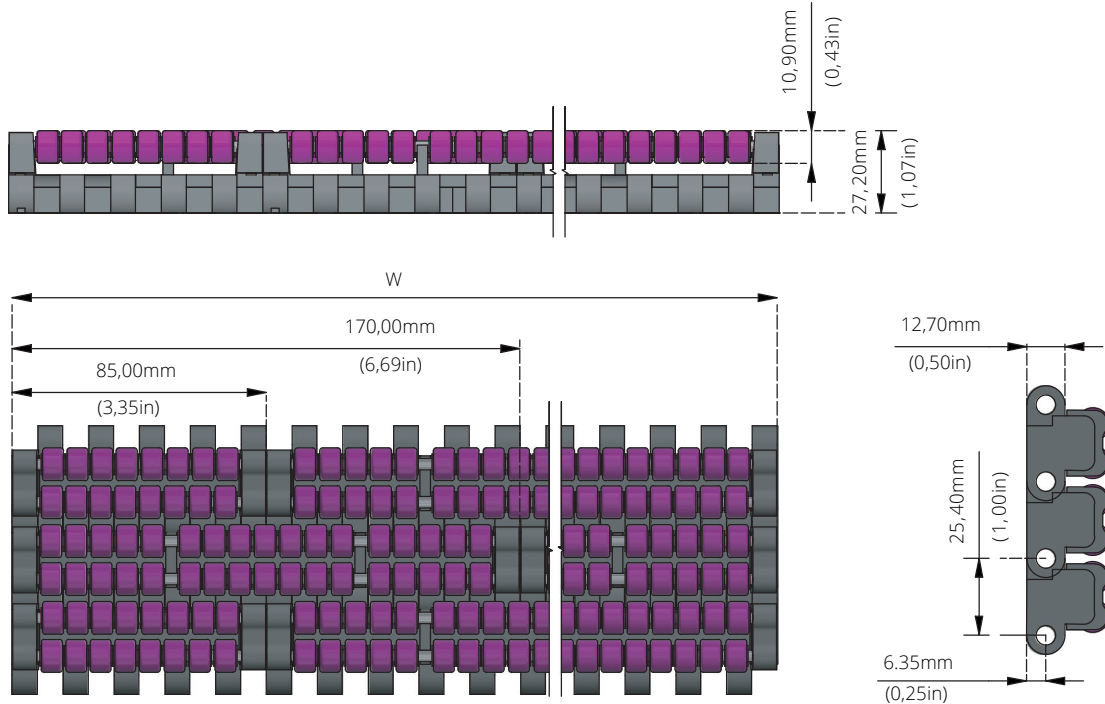 10,90mm
(0,43in)
27,20mm
(1,07in)
W
170,00mm
(6,69in)
85,00mm
(3,35in)
12,70mm
(0,50in)
25,40mm
(1,00in)
6.35mm
(0,25in)